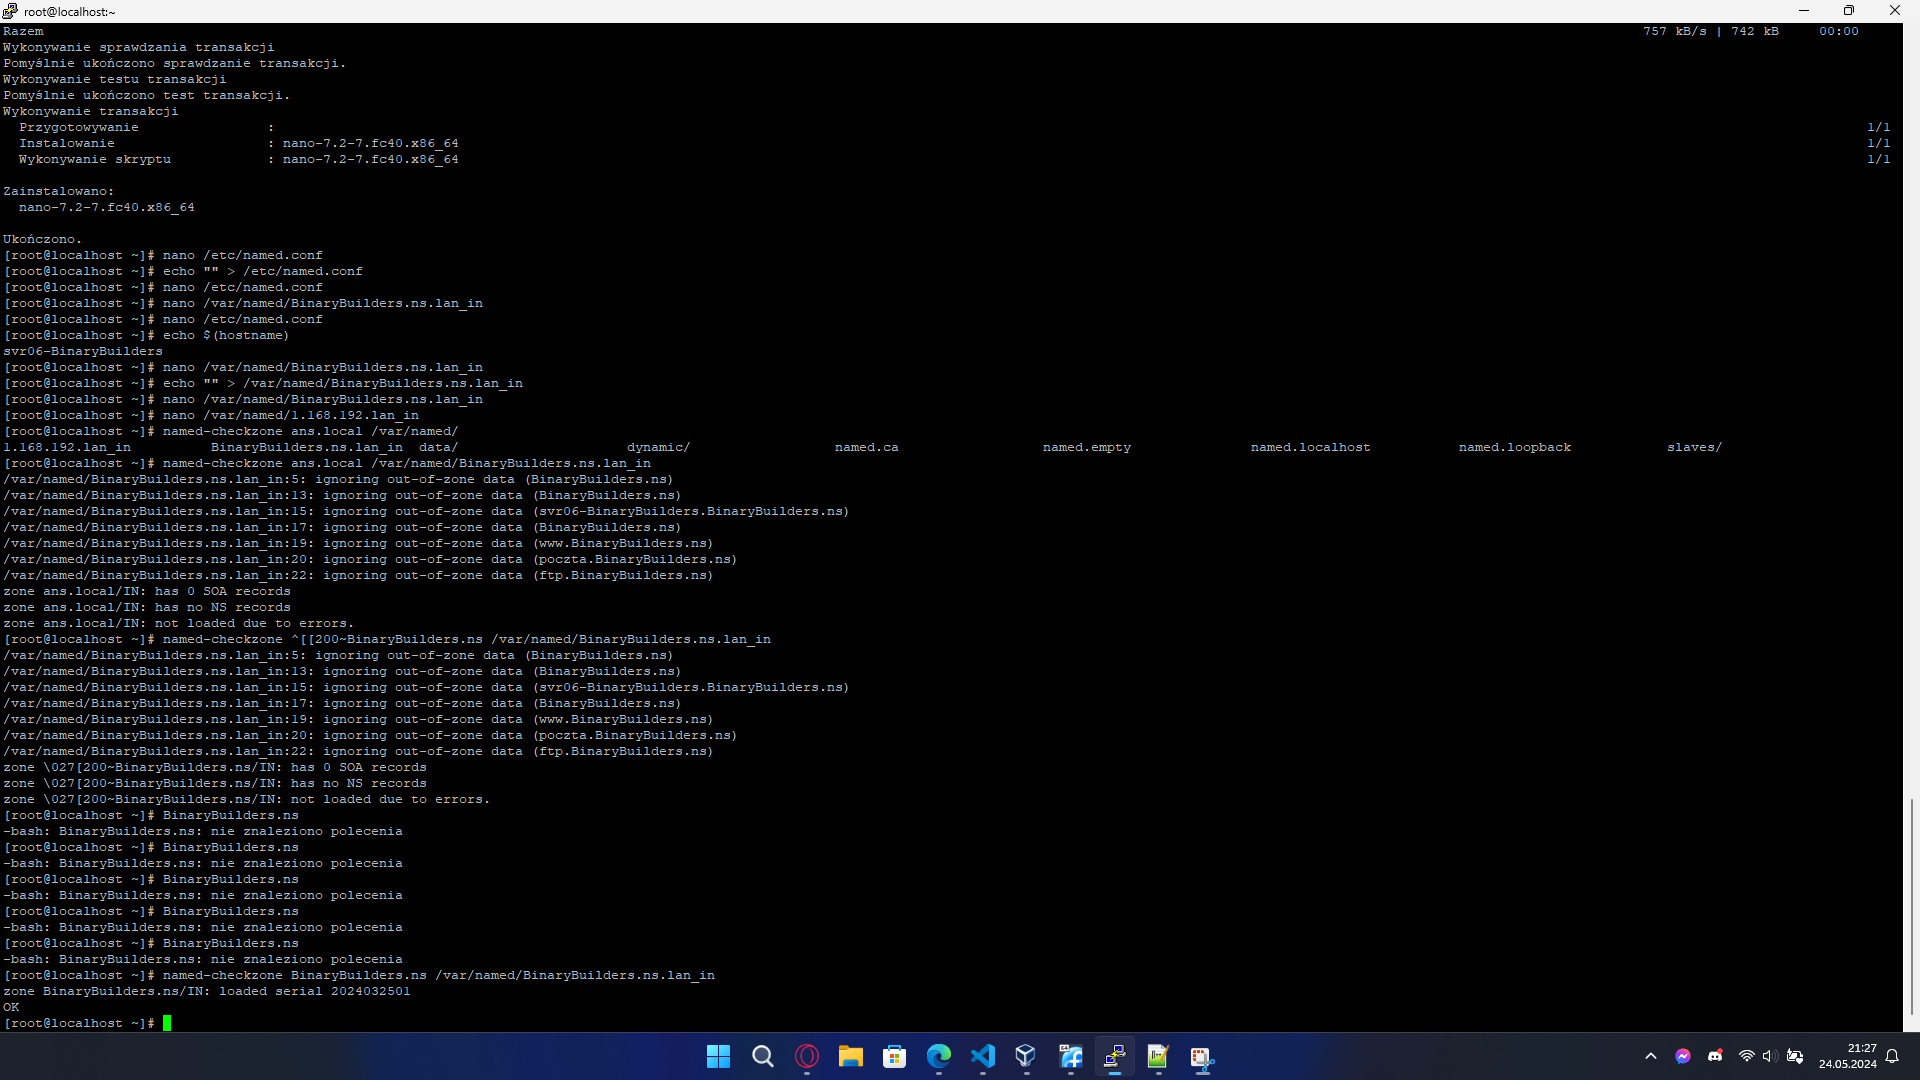 root@localhost:~
Razem 757 kB/s | 742 kB 00:00
Wykonywanie sprawdzania transakcji
Pomyślnie ukończono sprawdzanie transakcji.
Wykonywanie testu transakcji
Pomyślnie ukończono test transakcji.
Wykonywanie transakcji
Przygotowywanie : 1/1
Instalowanie : nano-7.2-7.fc40.x86_64 1/1
Wykonywanie skryptu : nano-7.2-7.fc40.x86_64 1/1
Zainstalowano:
nano-7.2-7.fc40.x86_64
Ukończono.
[root@localhost ~]# nano /etc/named.conf
[root@localhost ~]# echo "" > /etc/named.conf
[root@localhost ~]# nano /etc/named.conf
[root@localhost ~]# nano /var/named/BinaryBuilders.ns.lan_in
[root@localhost ~]# nano /etc/named.conf
[root@localhost ~]# echo $(hostname)
svr06-BinaryBuilders
[root@localhost ~]# nano /var/named/BinaryBuilders.ns.lan_in
[root@localhost ~]# echo "" > /var/named/BinaryBuilders.ns.lan_in
[root@localhost ~]# nano /var/named/BinaryBuilders.ns.lan_in
[root@localhost ~]# nano /var/named/1.168.192.lan_in
[root@localhost ~]# named-checkzone ans.local /var/named/
1.168.192.lan_in BinaryBuilders.ns.lan_in data/ dynamic/ named.ca named.empty named.localhost named.loopback slaves/
[root@localhost ~]# named-checkzone ans.local /var/named/BinaryBuilders.ns.lan_in
/var/named/BinaryBuilders.ns.lan_in:5: ignoring out-of-zone data (BinaryBuilders.ns)
/var/named/BinaryBuilders.ns.lan_in:13: ignoring out-of-zone data (BinaryBuilders.ns)
/var/named/BinaryBuilders.ns.lan_in:15: ignoring out-of-zone data (svr06-BinaryBuilders.BinaryBuilders.ns)
/var/named/BinaryBuilders.ns.lan_in:17: ignoring out-of-zone data (BinaryBuilders.ns)
/var/named/BinaryBuilders.ns.lan_in:19: ignoring out-of-zone data (www.BinaryBuilders.ns)
/var/named/BinaryBuilders.ns.lan_in:20: ignoring out-of-zone data (poczta.BinaryBuilders.ns)
/var/named/BinaryBuilders.ns.lan_in:22: ignoring out-of-zone data (ftp.BinaryBuilders.ns)
zone ans.local/IN: has 0 SOA records
zone ans.local/IN: has no NS records
zone ans.local/IN: not loaded due to errors.
[root@localhost ~]# named-checkzone ^[[200~BinaryBuilders.ns /var/named/BinaryBuilders.ns.lan_in
/var/named/BinaryBuilders.ns.lan_in:5: ignoring out-of-zone data (BinaryBuilders.ns)
/var/named/BinaryBuilders.ns.lan_in:13: ignoring out-of-zone data (BinaryBuilders.ns)
/var/named/BinaryBuilders.ns.lan_in:15: ignoring out-of-zone data (svr06-BinaryBuilders.BinaryBuilders.ns)
/var/named/BinaryBuilders.ns.lan_in:17: ignoring out-of-zone data (BinaryBuilders.ns)
/var/named/BinaryBuilders.ns.lan_in:19: ignoring out-of-zone data (www.BinaryBuilders.ns)
/var/named/BinaryBuilders.ns.lan_in:20: ignoring out-of-zone data (poczta.BinaryBuilders.ns)
/var/named/BinaryBuilders.ns.lan_in:22: ignoring out-of-zone data (ftp.BinaryBuilders.ns)
zone \027[200~BinaryBuilders.ns/IN: has 0 SOA records
zone \027[200~BinaryBuilders.ns/IN: has no NS records
zone \027[200~BinaryBuilders.ns/IN: not loaded due to errors.
[root@localhost ~]# BinaryBuilders.ns
-bash: BinaryBuilders.ns: nie znaleziono polecenia
[root@localhost ~]# BinaryBuilders.ns
-bash: BinaryBuilders.ns: nie znaleziono polecenia
[root@localhost ~]# BinaryBuilders.ns
-bash: BinaryBuilders.ns: nie znaleziono polecenia
[root@localhost ~]# BinaryBuilders.ns
-bash: BinaryBuilders.ns: nie znaleziono polecenia
[root@localhost ~]# BinaryBuilders.ns
-bash: BinaryBuilders.ns: nie znaleziono polecenia
[root@localhost ~]# named-checkzone BinaryBuilders.ns /var/named/BinaryBuilders.ns.lan_in
zone BinaryBuilders.ns/IN: loaded serial 2024032501
OK
[root@localhost ~]#
21:27
24.05.2024